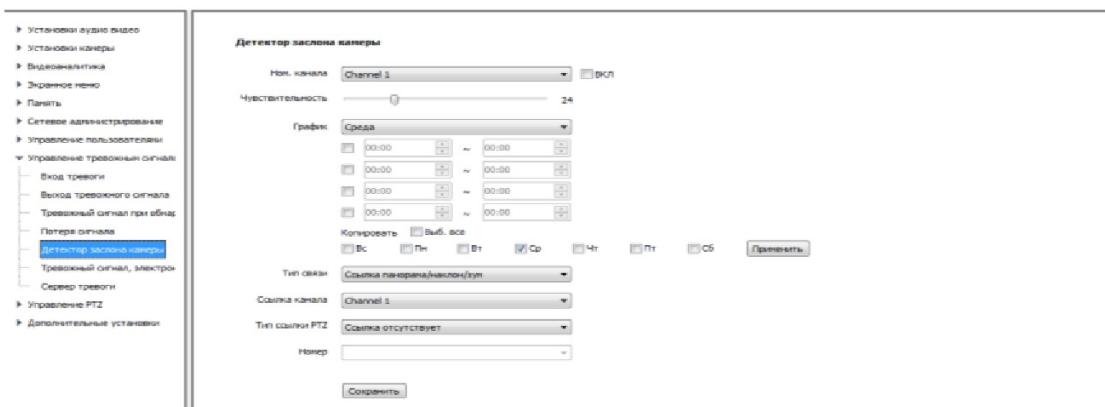 Установки аудио видео
Установки камеры
Видеоаналитика
Экранное меню
Память
Сетевое администрирование
Управление пользователями
Управление тревожным сигнало
Вход тревоги
Выход тревожного сигнала
Тревожный сигнал при обнар
Потеря сигнала
Детектор заслона камеры
Тревожный сигнал, электрон
Сервер тревоги
Управление PTZ
Дополнительные установки
Детектор заслона камеры
Ном. канала Channel 1 ВКЛ
Чувствительность 24
График Среда
00:00 ~ 00:00
00:00 ~ 00:00
00:00 ~ 00:00
00:00 ~ 00:00
Копировать Выб. все
Вс Пн Вт Ср Чт Пт Сб Применить
Тип связи Ссылка панорама/наклон/зум
Ссылка канала Channel 1
Тип ссылки PTZ Ссылка отсутствует
Номер
Сохранить